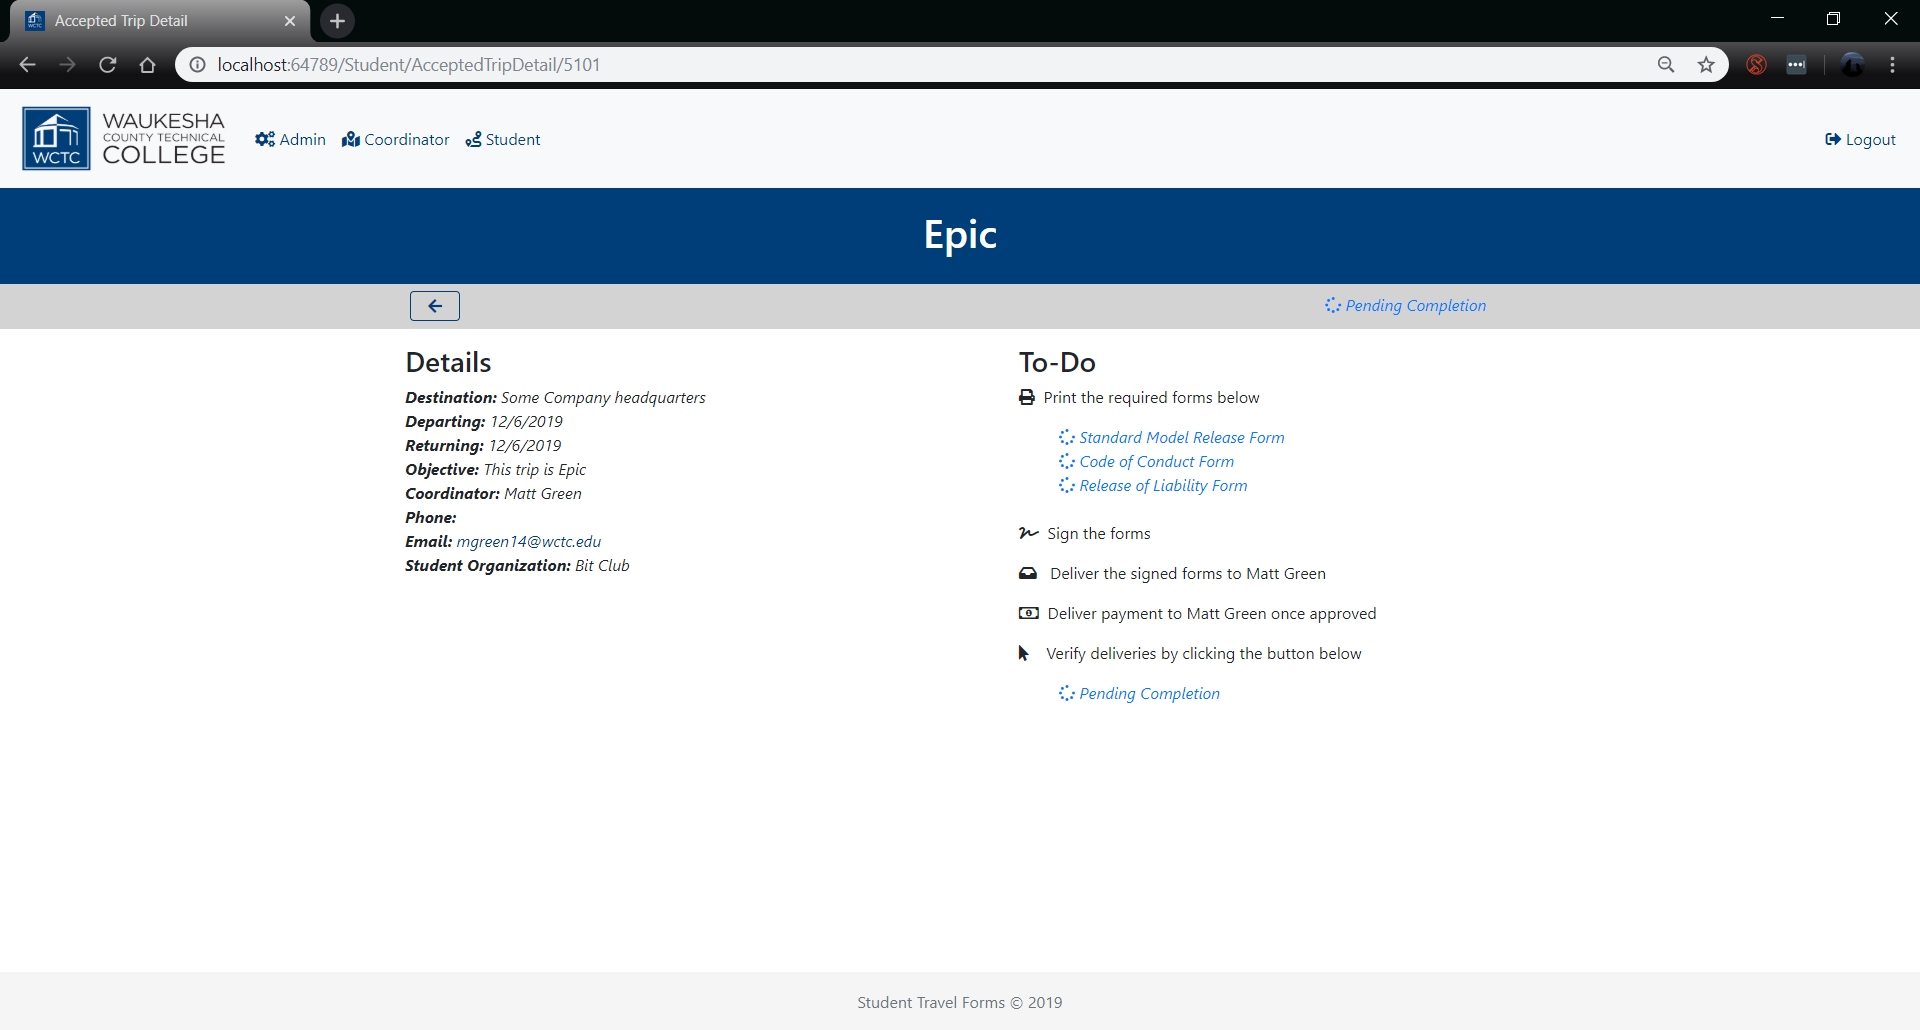 Accepted Trip Detail
localhost:64789/Student/AcceptedTripDetail/5101
WCTC
WAUKESHA
COUNTY TECHNICAL
COLLEGE
Admin Coordinator Student Logout
Epic
Pending Completion
Details
Destination: Some Company headquarters
Departing: 12/6/2019
Returning: 12/6/2019
Objective: This trip is Epic
Coordinator: Matt Green
Phone:
Email: mgreen14@wctc.edu
Student Organization: Bit Club
To-Do
Print the required forms below
Standard Model Release Form
Code of Conduct Form
Release of Liability Form
Sign the forms
Deliver the signed forms to Matt Green
Deliver payment to Matt Green once approved
Verify deliveries by clicking the button below
Pending Completion
Student Travel Forms © 2019